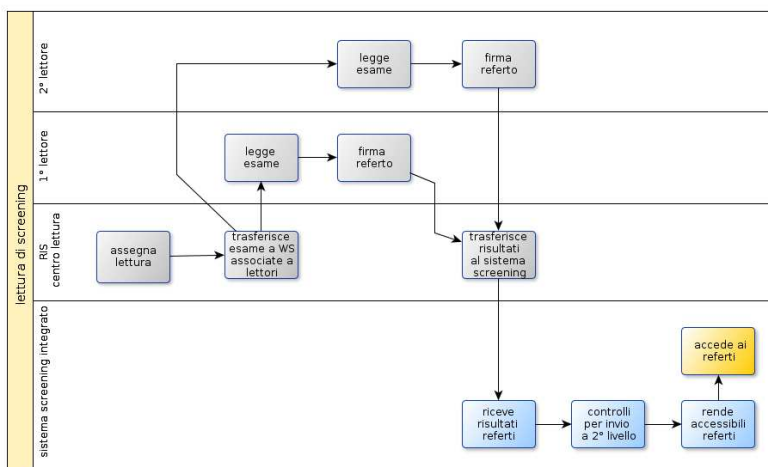 lettura di screening
2° lettore
legge
esame
firma
referto
1° lettore
legge
esame
firma
referto
RIS
centro lettura
assegna
lettura
trasferisce
esame a WS
associate a
lettori
trasferisce
risultati
al sistema
screening
sistema screening integrato
accede ai
referti
riceve
risultati
referti
controlli
per invio
a 2° livello
rende
accessibili
referti